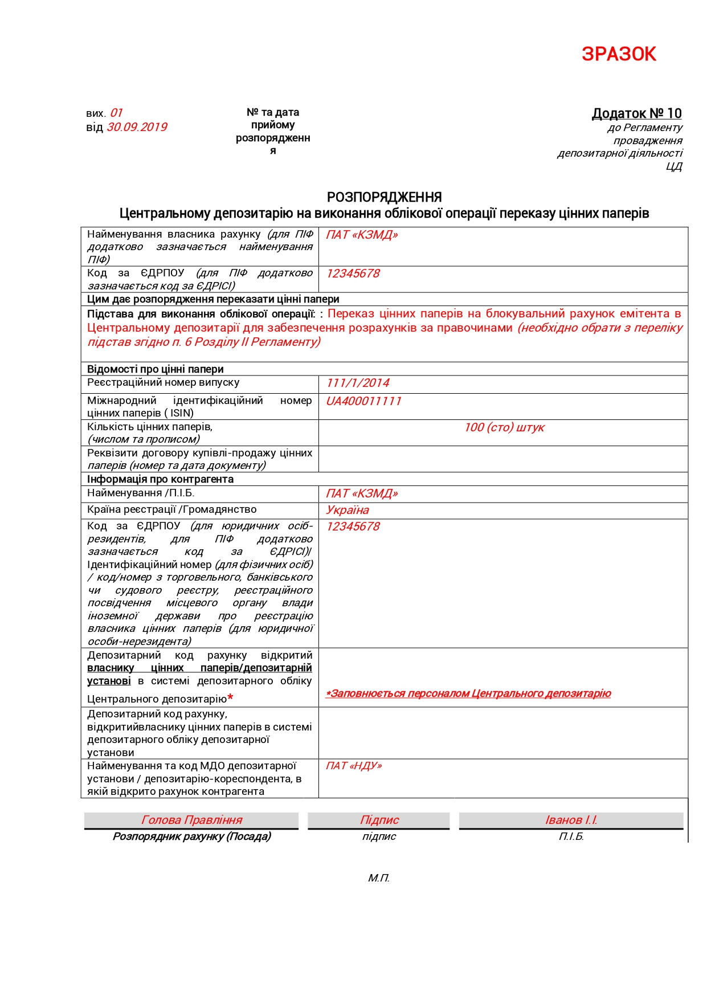 ЗРАЗОК
вих. 01
від 30.09.2019
№ та дата
прийому
розпорядженн
я
Додаток № 10
до Регламенту
провадження
депозитарної діяльності
ЦД
РОЗПОРЯДЖЕННЯ
Центральному депозитарію на виконання облікової операції переказу цінних паперів
Найменування власника рахунку (для ПІФ
додатково зазначається найменування
ПІФ)
ПАТ «КЗМД»
Код за ЄДРПОУ (для ПІФ додатково
зазначається код за ЄДРІСІ)
12345678
Цим дає розпорядження переказати цінні папери
Підстава для виконання облікової операції: : Переказ цінних паперів на блокувальний рахунок емітента в
Центральному депозитарії для забезпечення розрахунків за правочинами (необхідно обрати з переліку
підстав згідно п. 6 Розділу II Регламенту)
Відомості про цінні папери
Реєстраційний номер випуску
111/1/2014
Міжнародний ідентифікаційний номер
цінних паперів ( ISIN)
UA400011111
Кількість цінних паперів,
(числом та прописом)
100 (сто) штук
Реквізити договору купівлі-продажу цінних
паперів (номер та дата документу)
Інформація про контрагента
Найменування /П.І.Б.
ПАТ «КЗМД»
Країна реєстрації /Громадянство
Україна
Код за ЄДРПОУ (для юридичних осіб-
резидентів, для ПІФ додатково
зазначається код за ЄДРІСІ)/
Ідентифікаційний номер (для фізичних осіб)
/ код/номер з торговельного, банківського
чи судового реєстру, реєстраційного
посвідчення місцевого органу влади
іноземної держави про реєстрацію
власника цінних паперів (для юридичної
особи-нерезидента)
12345678
Депозитарний код рахунку відкритий
власнику цінних паперів/депозитарній
установі в системі депозитарного обліку
Центрального депозитарію*
*Заповнюється персоналом Центрального депозитарію
Депозитарний код рахунку,
відкритийвласнику цінних паперів в системі
депозитарного обліку депозитарної
установи
Найменування та код МДО депозитарної
установи / депозитарію-кореспондента, в
якій відкрито рахунок контрагента
ПАТ «НДУ»
Голова Правління
Підпис
Іванов І.І.
Розпорядник рахунку (Посада)
підпис
П.І.Б.
М.П.